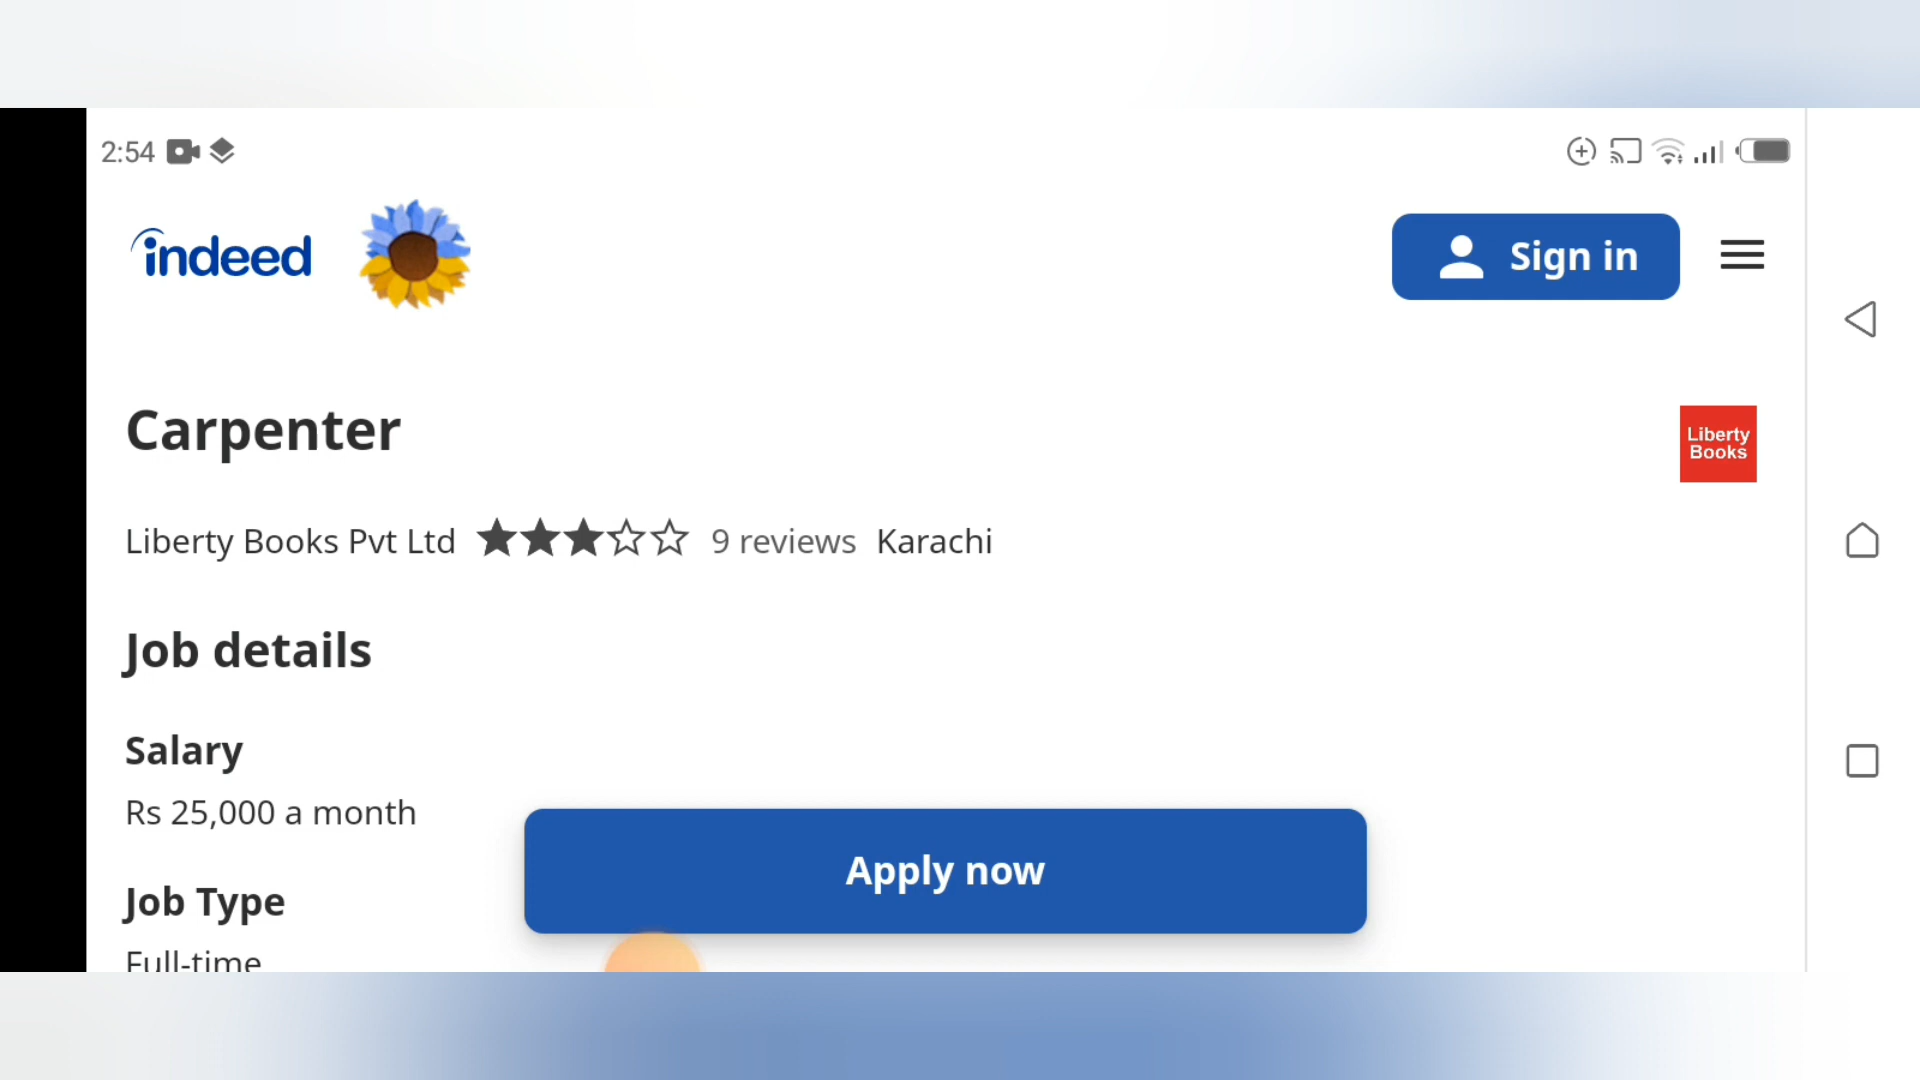 2:54
indeed
Sign in
Carpenter
Liberty
Books
Liberty Books Pvt Ltd 9 reviews Karachi
Job details
Salary
Rs 25,000 a month
Apply now
Job Type
Full-time